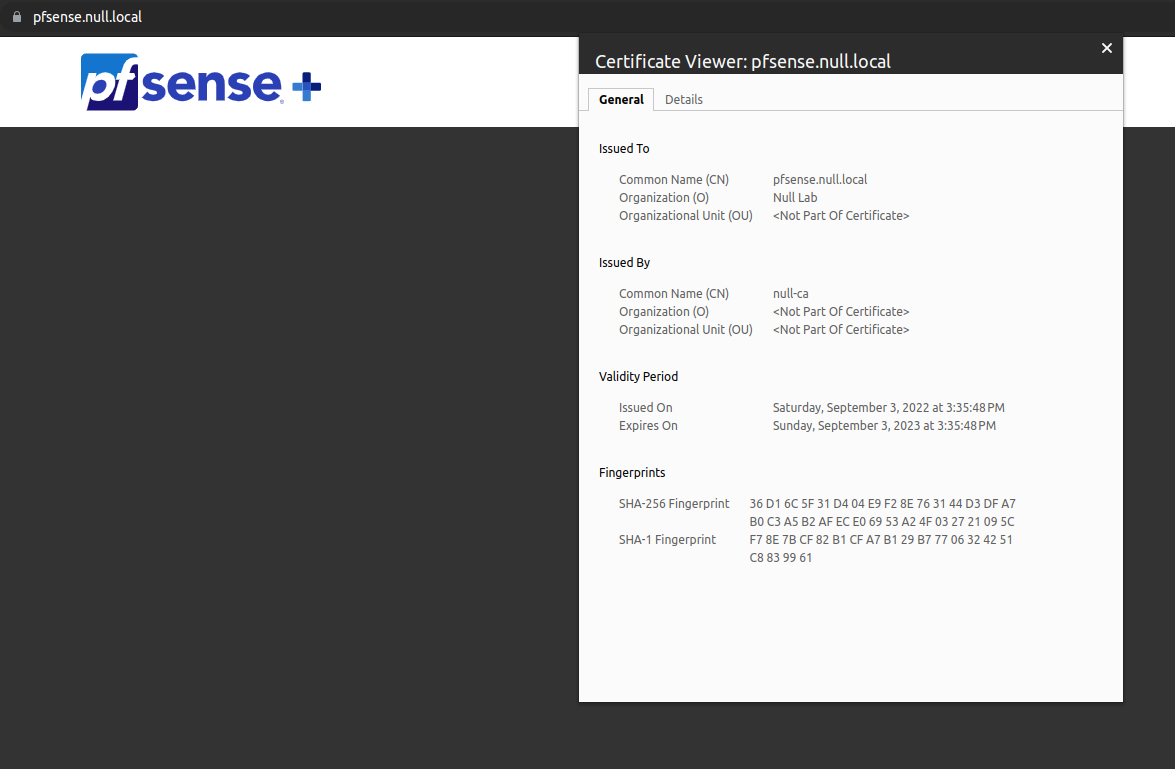 pfsense.null.local
pfsense +
Certificate Viewer: pfsense.null.local
General Details
Issued To
Common Name (CN) pfsense.null.local
Organization (O) Null Lab
Organizational Unit (OU) <Not Part Of Certificate>
Issued By
Common Name (CN) null-ca
Organization (O) <Not Part Of Certificate>
Organizational Unit (OU) <Not Part Of Certificate>
Validity Period
Issued On Saturday, September 3, 2022 at 3:35:48 PM
Expires On Sunday, September 3, 2023 at 3:35:48 PM
Fingerprints
SHA-256 Fingerprint 36 D1 6C 5F 31 D4 04 E9 F2 8E 76 31 44 D3 DF A7
B0 C3 A5 B2 AF EC E0 69 53 A2 4F 03 27 21 09 5C
SHA-1 Fingerprint F7 8E 7B CF 82 B1 CF A7 B1 29 B7 77 06 32 42 51
C8 83 99 61